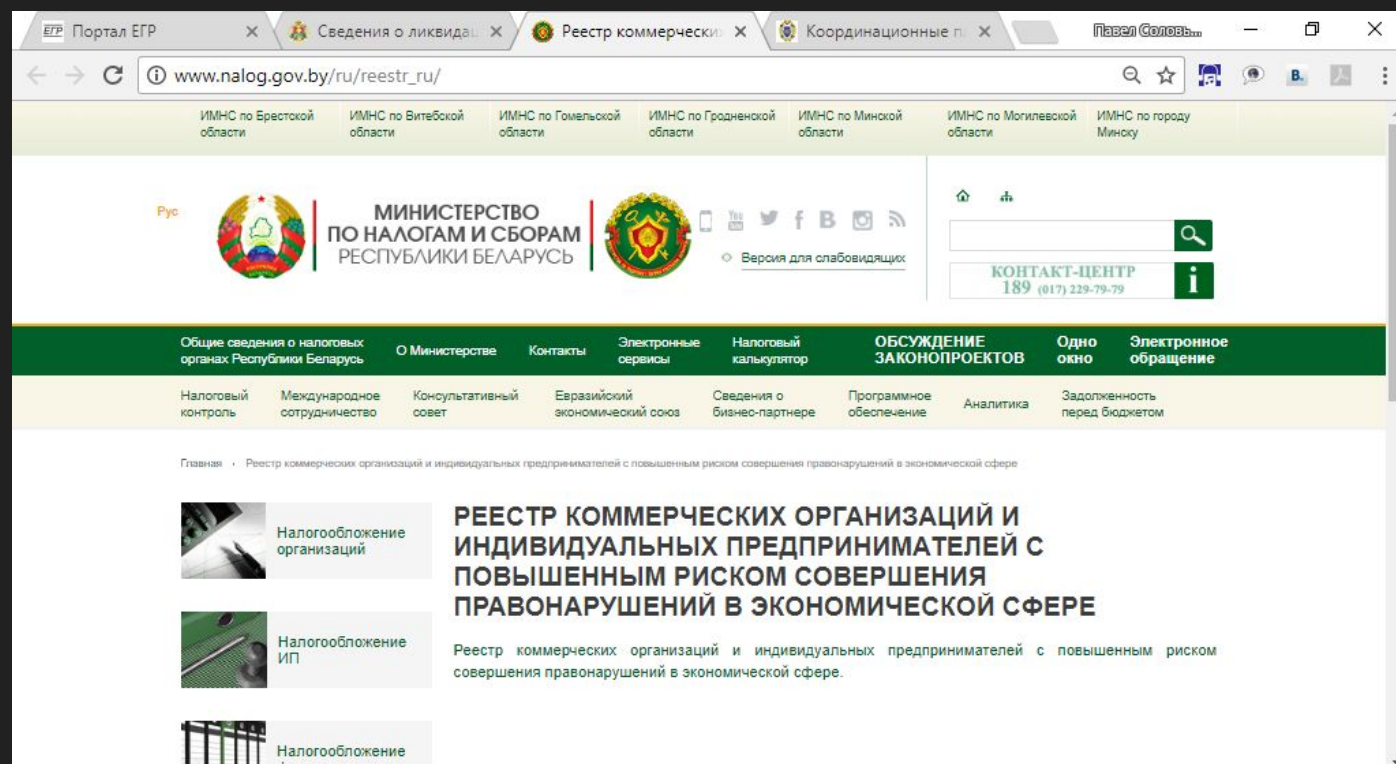 ЕГР Портал ЕГР
Сведения о ликвидац
Реестр коммерчески
Координационные п
Павел Соловь...
www.nalog.gov.by/ru/reestr_ru/
B.
ИМНС по Брестской области
ИМНС по Витебской области
ИМНС по Гомельской области
ИМНС по Гродненской области
ИМНС по Минской области
ИМНС по Могилевской области
ИМНС по городу Минску
Рус
МИНИСТЕРСТВО
ПО НАЛОГАМ И СБОРАМ
РЕСПУБЛИКИ БЕЛАРУСЬ
You Tube
Версия для слабовидящих
КОНТАКТ-ЦЕНТР
189 (017) 229-79-79
Общие сведения о налоговых
органах Республики Беларусь
О Министерстве
Контакты
Электронные
сервисы
Налоговый
калькулятор
ОБСУЖДЕНИЕ
ЗАКОНОПРОЕКТОВ
Одно
окно
Электронное
обращение
Налоговый
контроль
Международное
сотрудничество
Консультативный
совет
Евразийский
экономический союз
Сведения о
бизнес-партнере
Программное
обеспечение
Аналитика
Задолженность
перед бюджетом
Главная › Реестр коммерческих организаций и индивидуальных предпринимателей с повышенным риском совершения правонарушений в экономической сфере
Налогообложение
организаций
РЕЕСТР КОММЕРЧЕСКИХ ОРГАНИЗАЦИЙ И
ИНДИВИДУАЛЬНЫХ ПРЕДПРИНИМАТЕЛЕЙ С
ПОВЫШЕННЫМ РИСКОМ СОВЕРШЕНИЯ
ПРАВОНАРУШЕНИЙ В ЭКОНОМИЧЕСКОЙ СФЕРЕ
Налогообложение
ИП
Реестр коммерческих организаций и индивидуальных предпринимателей с повышенным риском
совершения правонарушений в экономической сфере.
Налогообложение